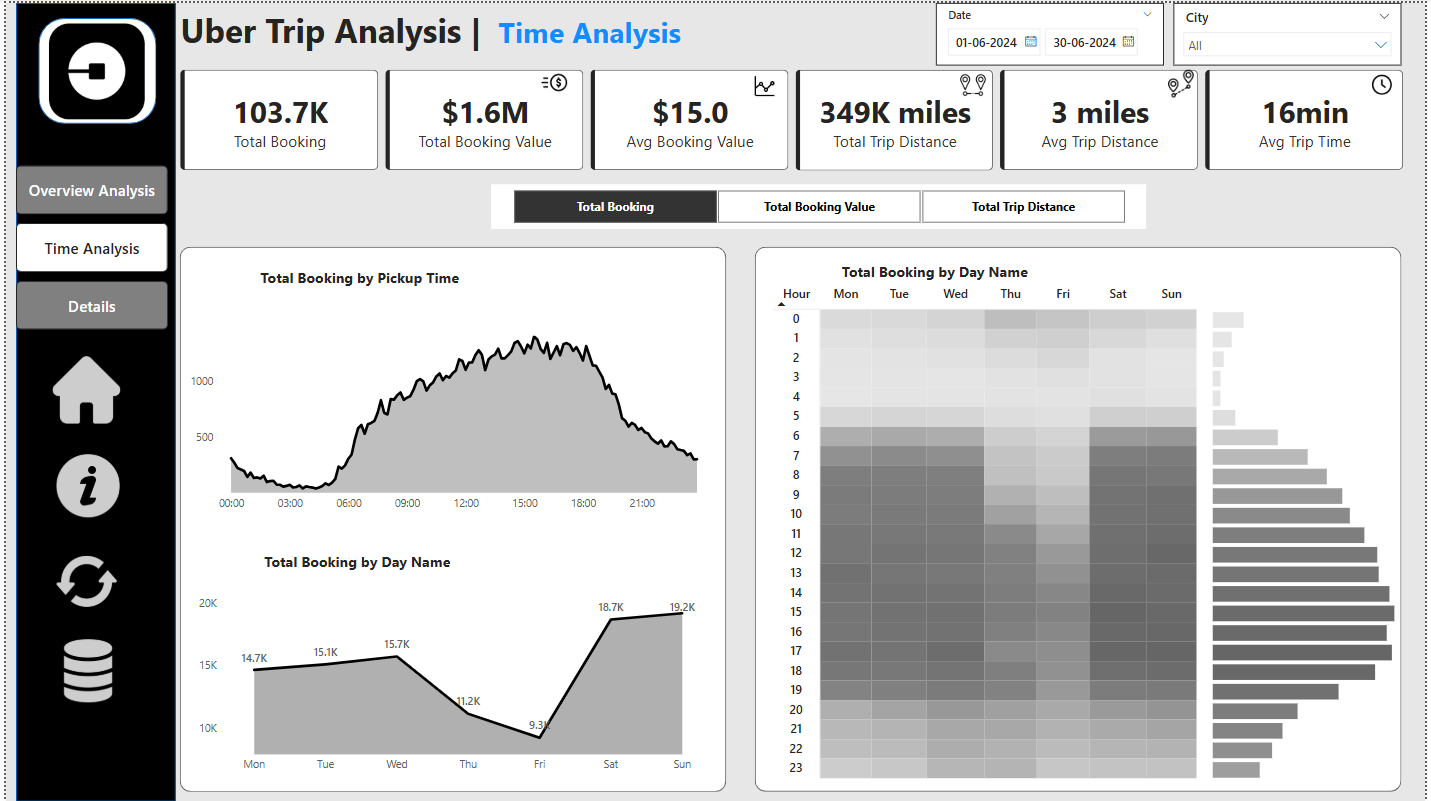 Uber Trip Analysis | Time Analysis
Date
01-06-2024 30-06-2024
City
All
103.7K
Total Booking
$1.6M
Total Booking Value
$15.0
Avg Booking Value
349K miles
Total Trip Distance
3 miles
Avg Trip Distance
16min
Avg Trip Time
Overview Analysis
Time Analysis
Details
Total Booking Total Booking Value Total Trip Distance
Total Booking by Pickup Time
1000
500
00:00 03:00 06:00 09:00 12:00 15:00 18:00 21:00
Total Booking by Day Name
20K
15K
10K
14.7K 15.1K 15.7K 11.2K 9.3K 18.7K 19.2K
Mon Tue Wed Thu Fri Sat Sun
Total Booking by Day Name
Hour Mon Tue Wed Thu Fri Sat Sun
0
1
2
3
4
5
6
7
8
9
10
11
12
13
14
15
16
17
18
19
20
21
22
23